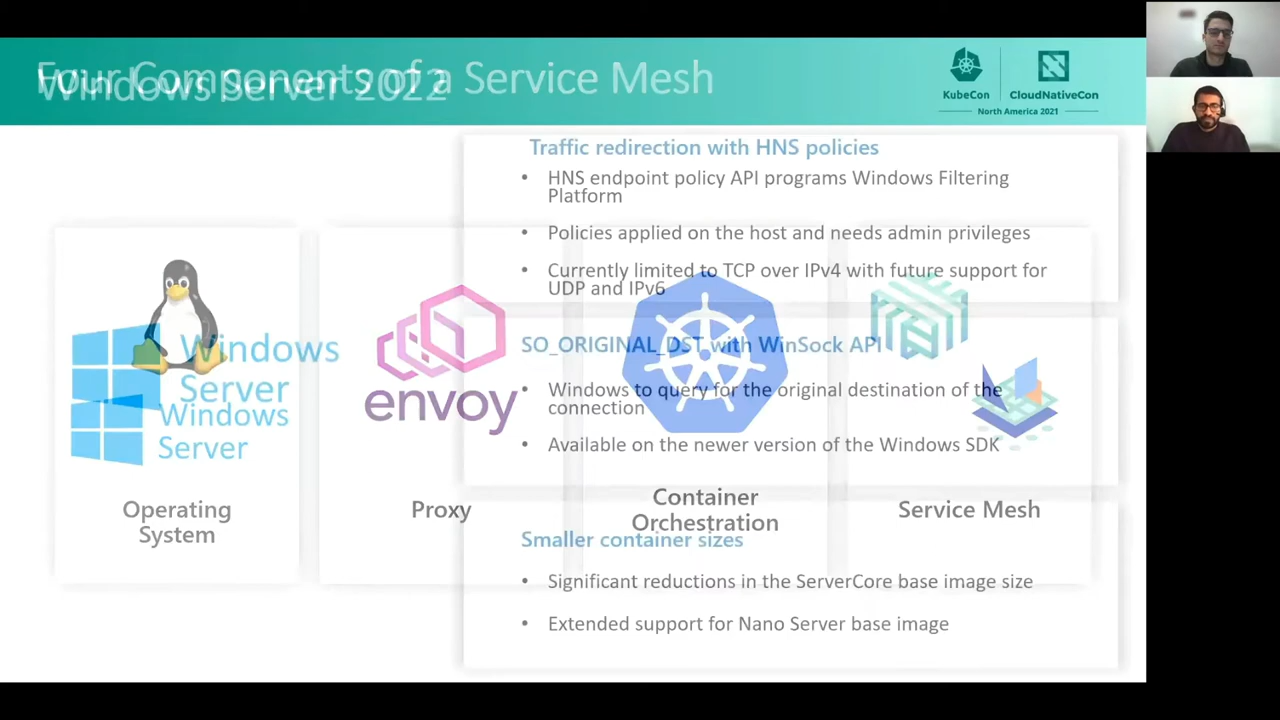 Four Components of a Service Mesh
Windows Server 2022
KubeCon
CloudNativeCon
North America 2021
Traffic redirection with HNS policies
• HNS endpoint policy API programs Windows Filtering
Platform
• Policies applied on the host and needs admin privileges
• Currently limited to TCP over IPv4 with future support for
UDP and IPv6
SO_ORIGINAL_DST with WinSock API
• Windows to query for the original destination of the
connection
• Available on the newer version of the Windows SDK
Smaller container sizes
• Significant reductions in the ServerCore base image size
• Extended support for Nano Server base image
Windows
Server
Windows
Server
Operating
System
envoy
Proxy
Container
Orchestration
Service Mesh